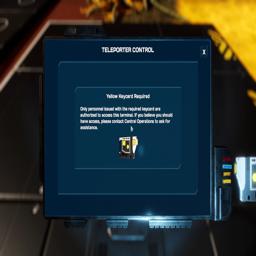 TELEPORTER CONTROL
X
Yellow Keycard Required
Only personnel issued with the required keycard are
authorised to access this terminal. If you believe you should
have access, please contact Central Operations to ask for
assistance.